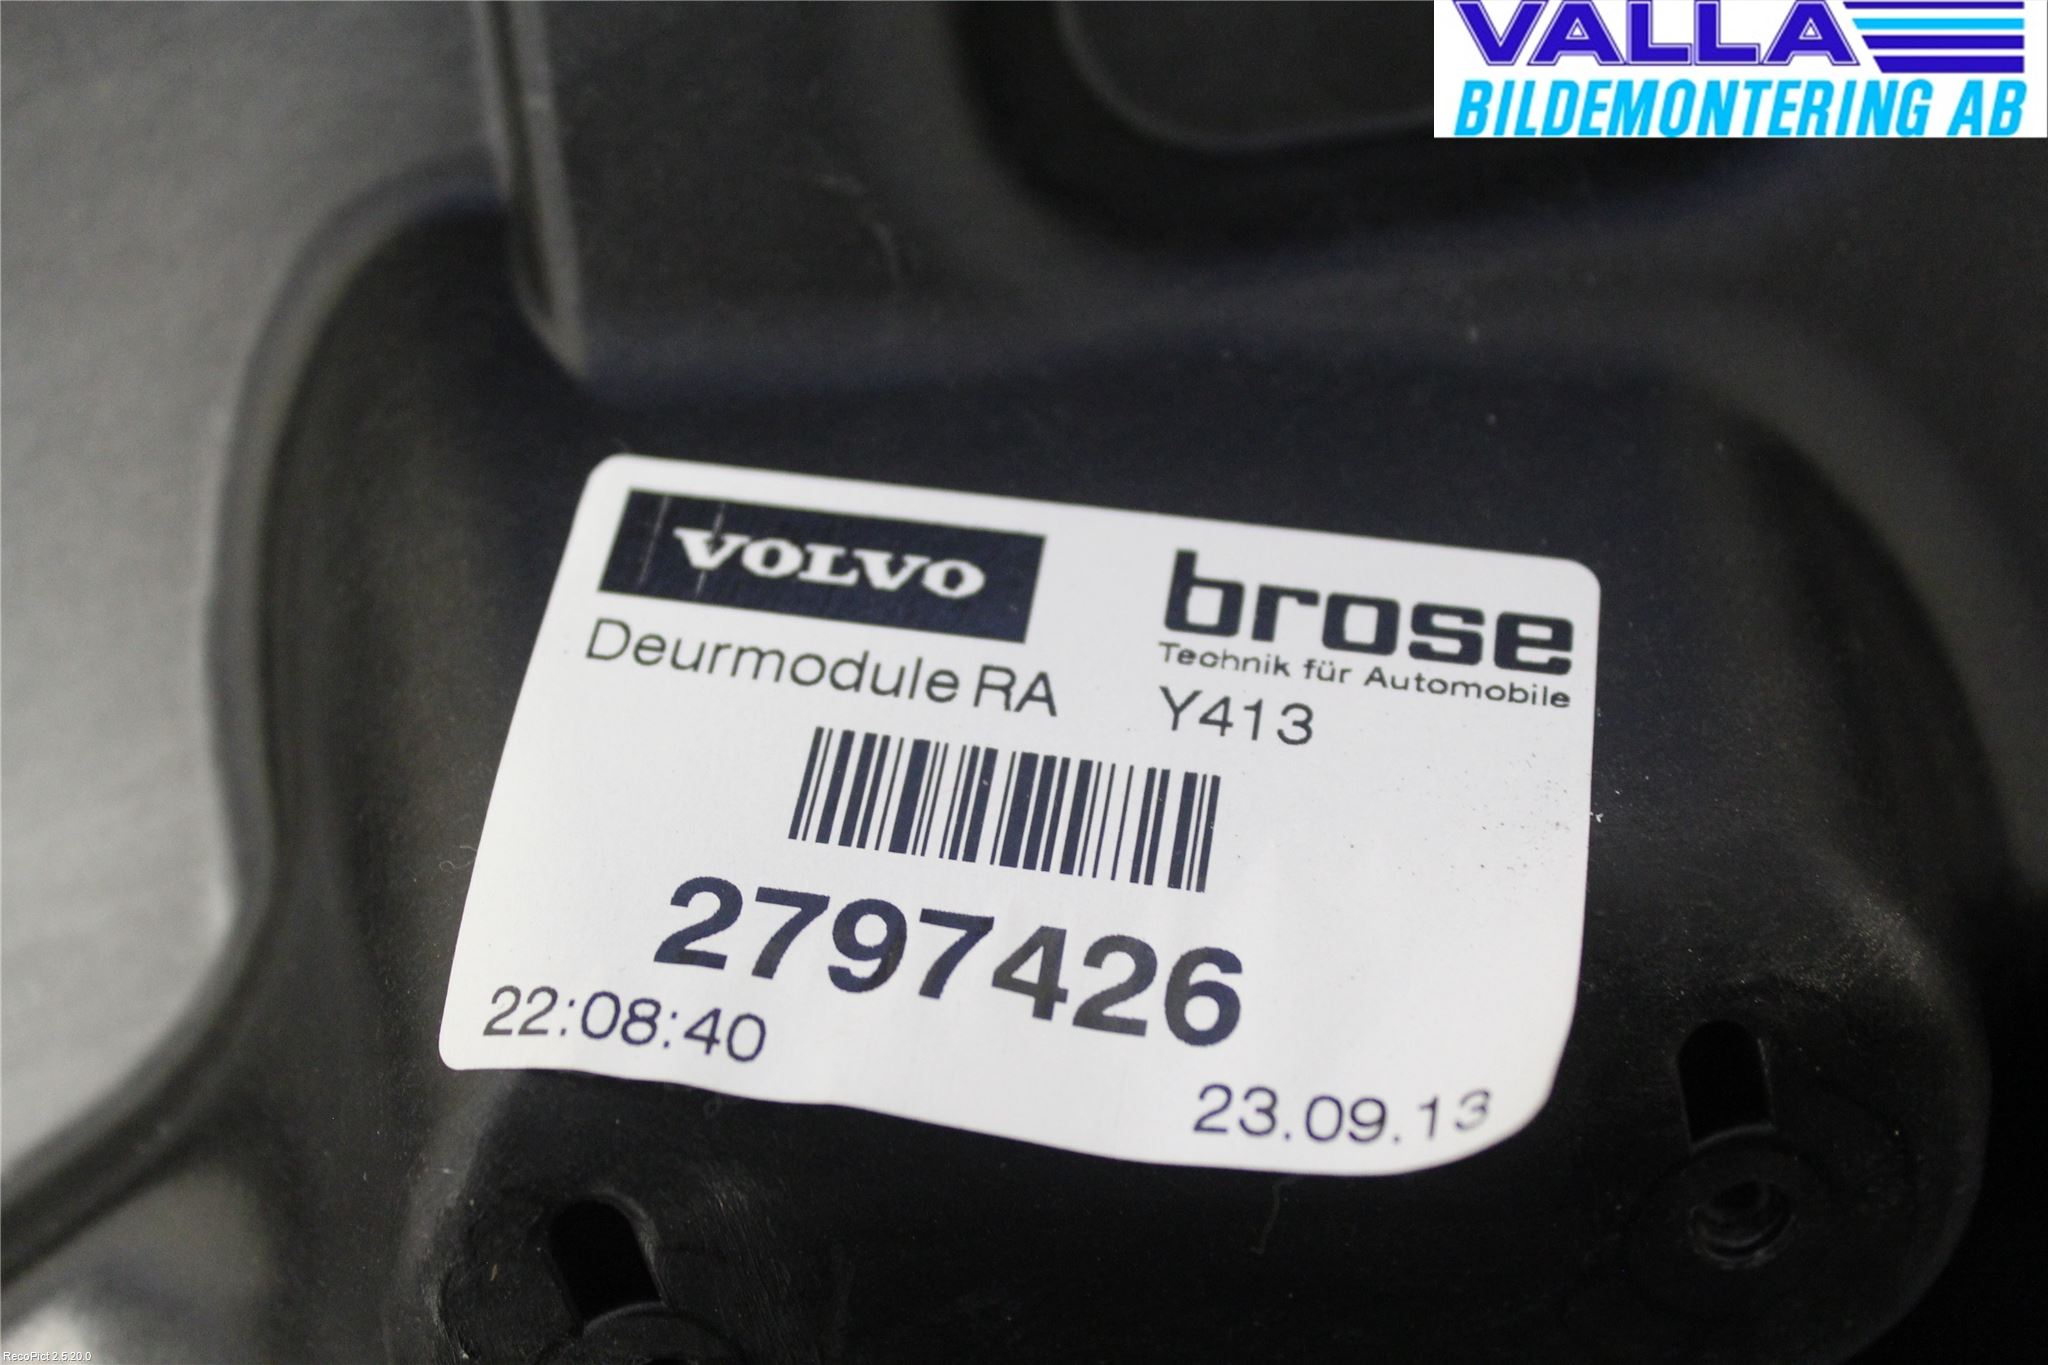 VALLA
BILDEMONTERING AB
VOLVO
brose
Technik für Automobile
Deurmodule RA
Y413
2797426
22:08:40
23.09.13
RecoPict 2.5.20.0